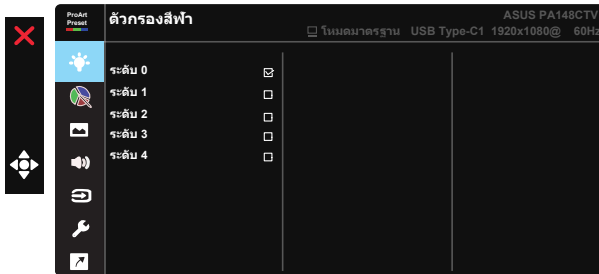 ProArt
Preset
ตัวกรองสีฟ้า
ASUS PA148CTV
โหมดมาตรฐาน USB Type-C1 1920x1080@ 60Hz
ระดับ 0
ระดับ 1
ระดับ 2
ระดับ 3
ระดับ 4